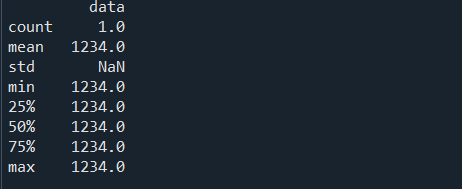 data
count 1.0
mean 1234.0
std NaN
min 1234.0
25% 1234.0
50% 1234.0
75% 1234.0
max 1234.0